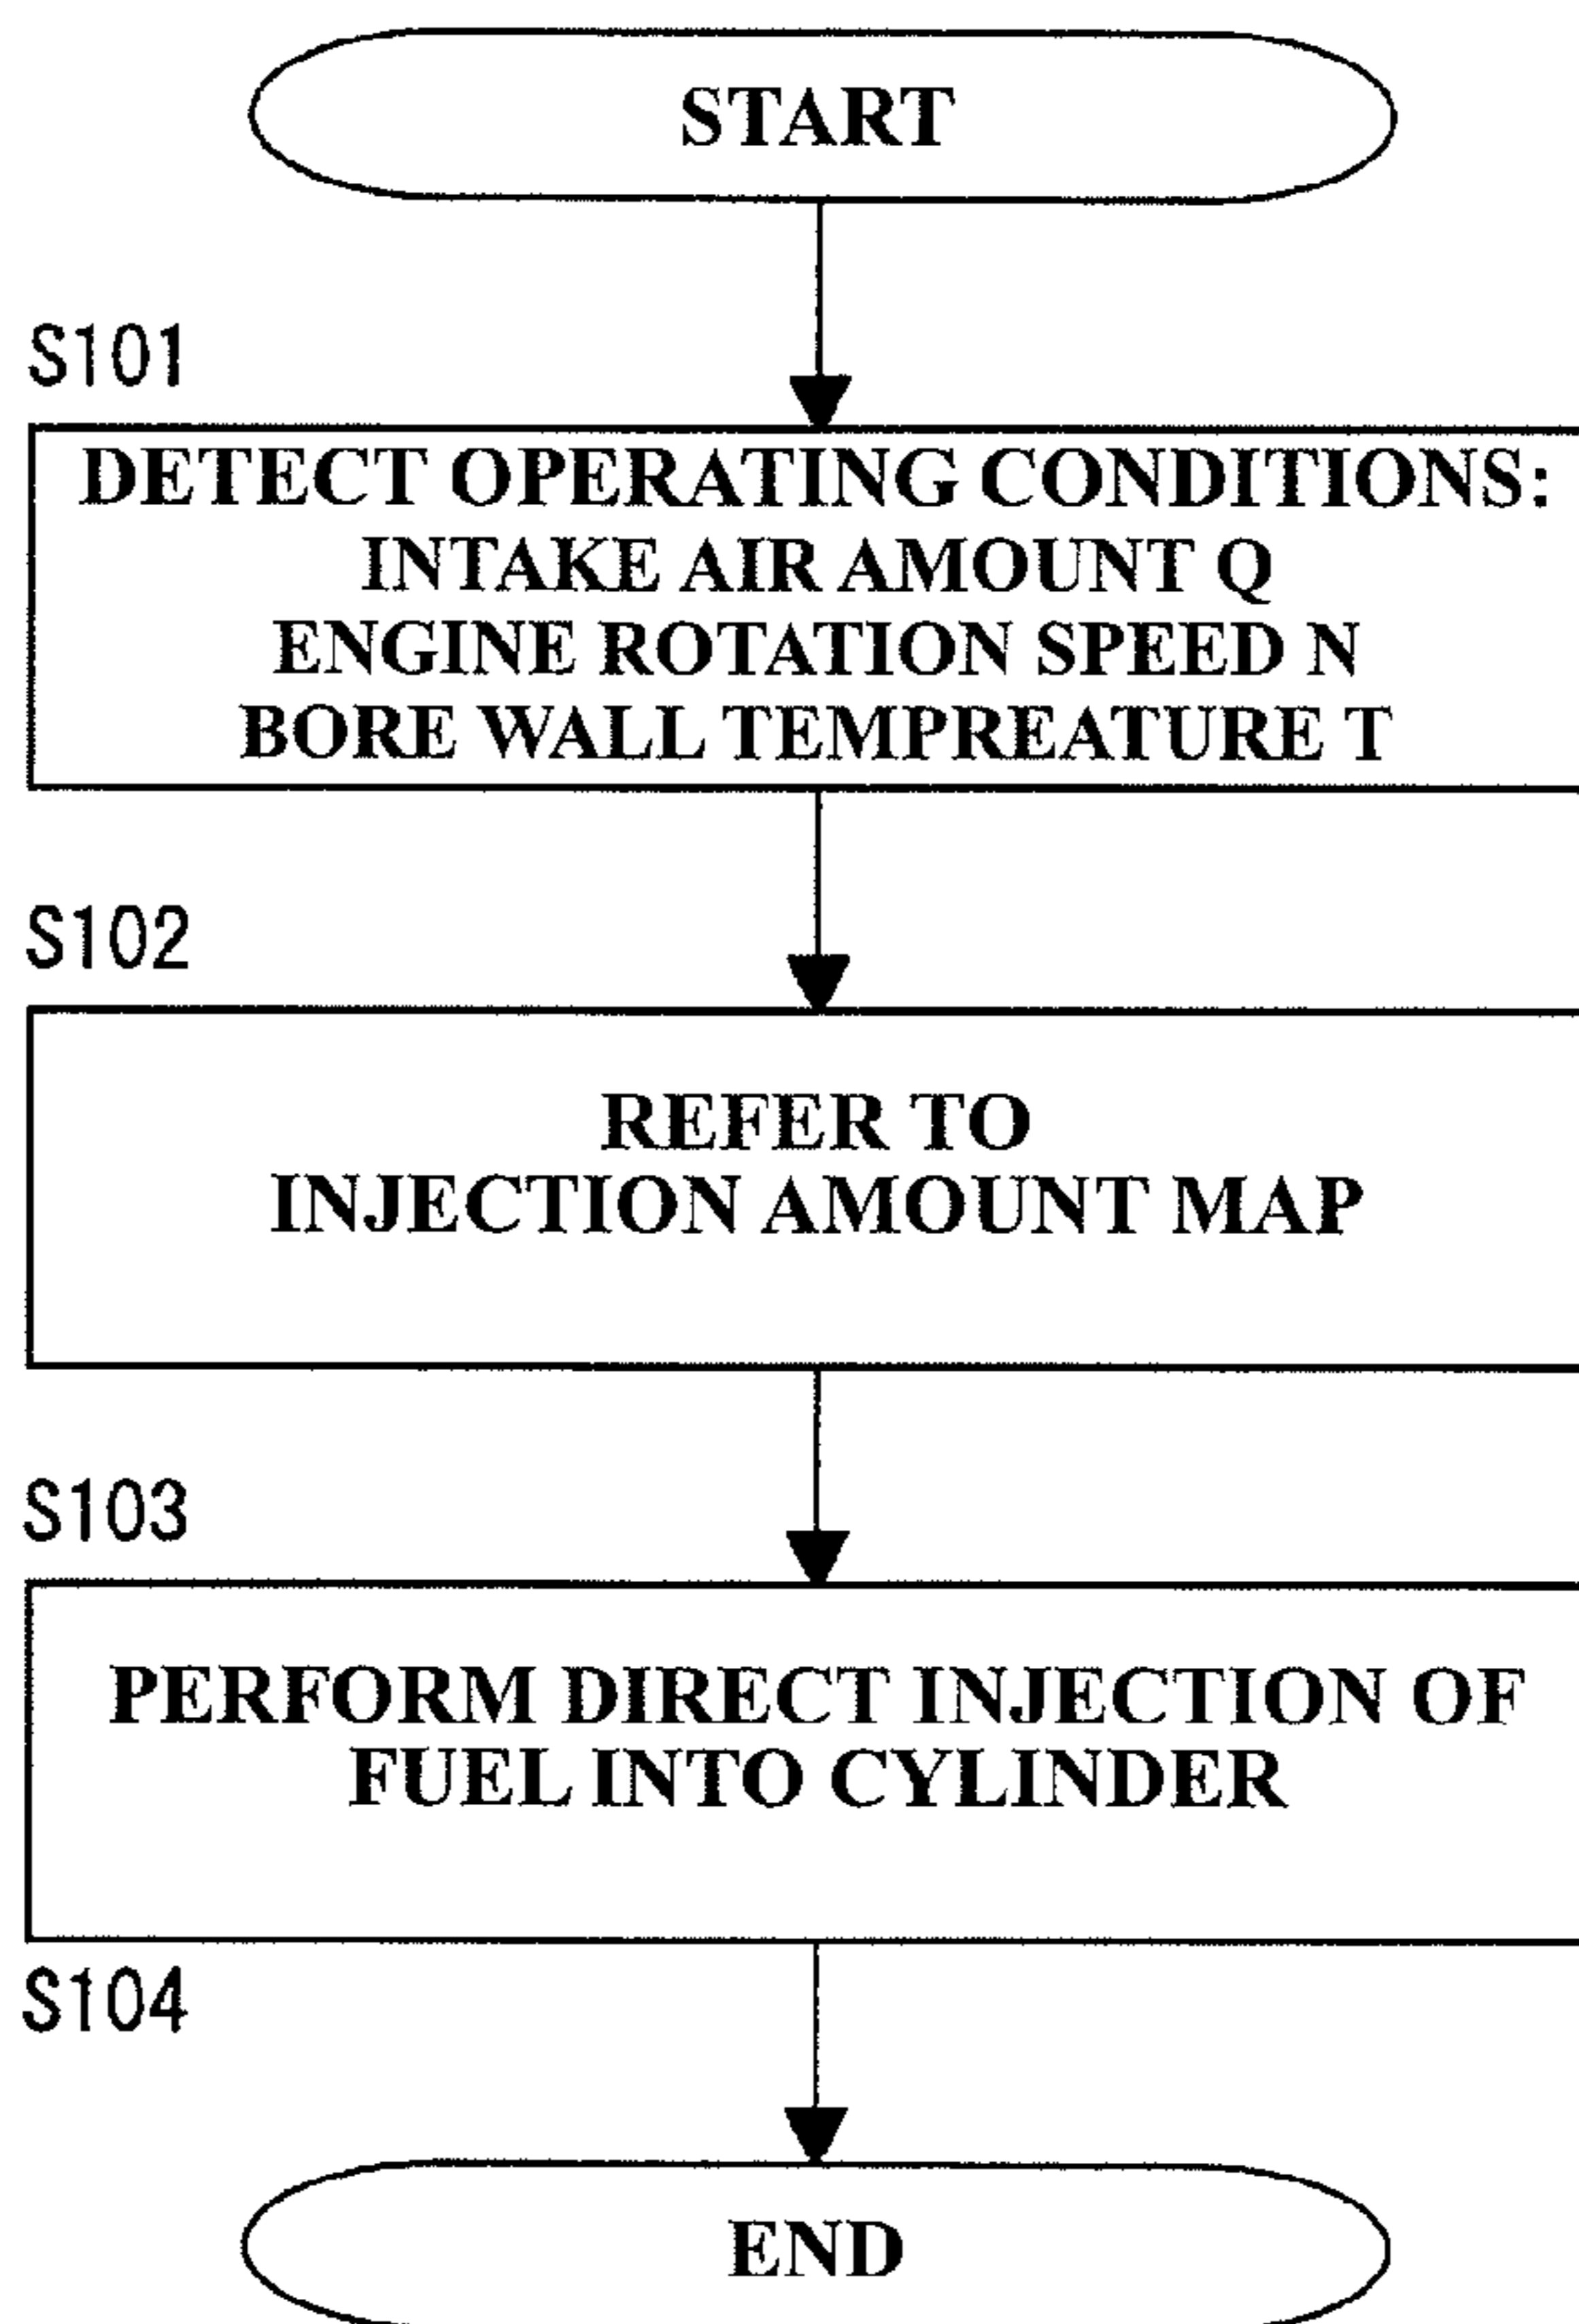 START
S101
DETECT OPERATING CONDITIONS:
INTAKE AIR AMOUNT Q
ENGINE ROTATION SPEED N
BORE WALL TEMPREATURE T
S102
REFER TO
INJECTION AMOUNT MAP
S103
PERFORM DIRECT INJECTION OF
FUEL INTO CYLINDER
S104
END